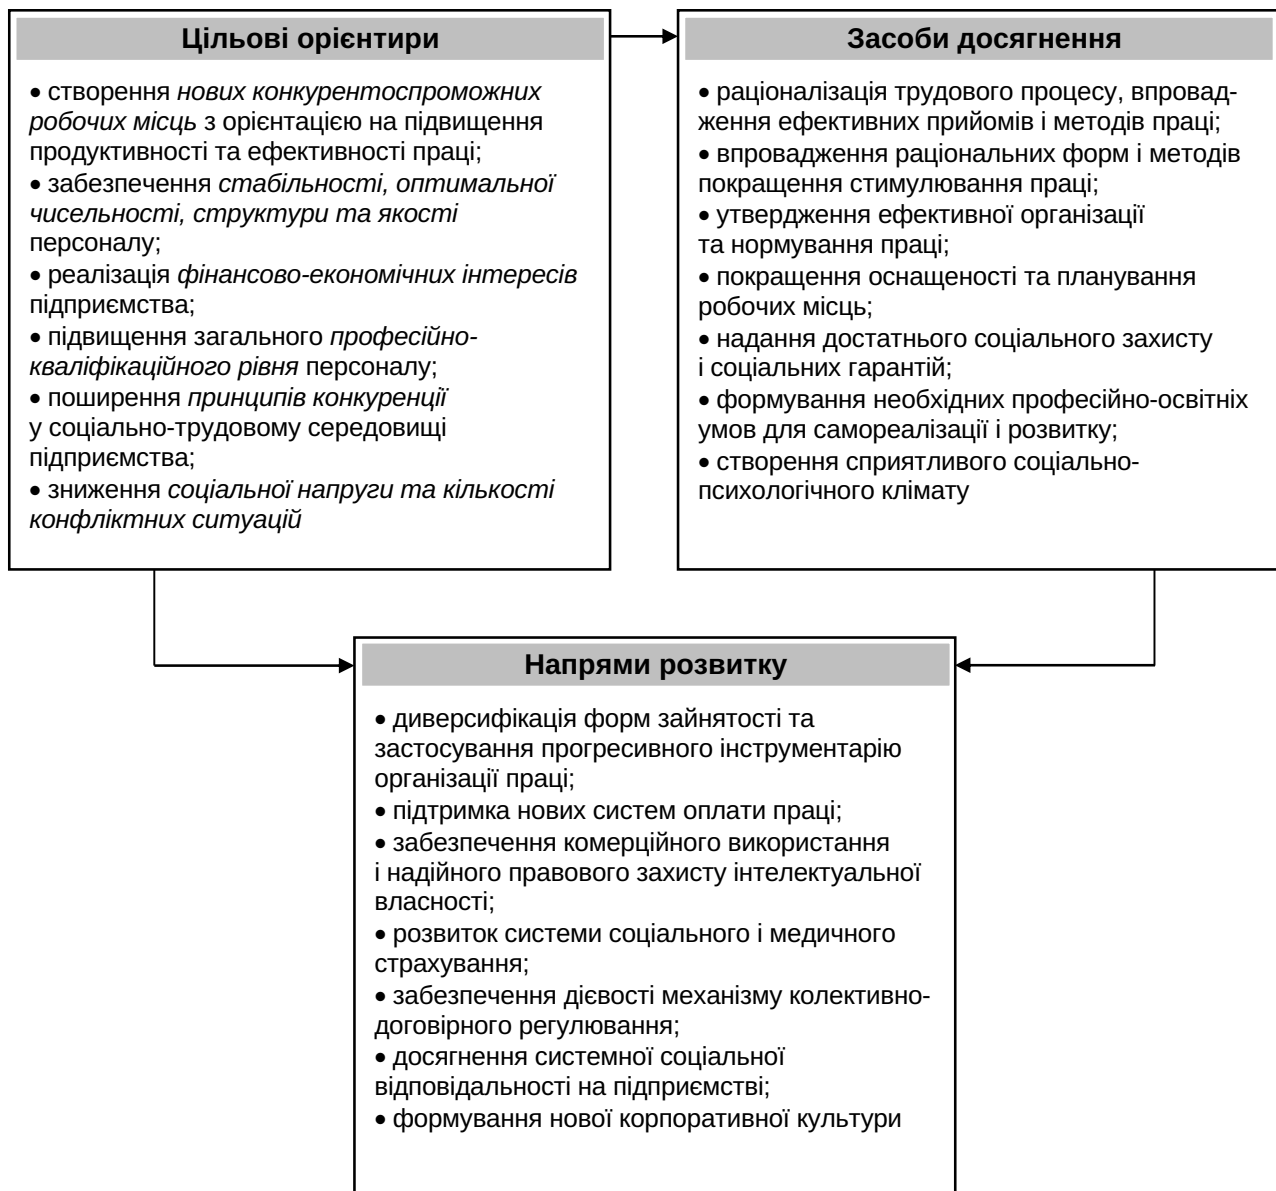 Цільові орієнтири
• створення нових конкурентоспроможних
робочих місць з орієнтацією на підвищення
продуктивності та ефективності праці;
• забезпечення стабільності, оптимальної
чисельності, структури та якості
персоналу;
• реалізація фінансово-економічних інтересів
підприємства;
• підвищення загального професійно-
кваліфікаційного рівня персоналу;
• поширення принципів конкуренції
у соціально-трудовому середовищі
підприємства;
• зниження соціальної напруги та кількості
конфліктних ситуацій
Засоби досягнення
• раціоналізація трудового процесу, впровад-
ження ефективних прийомів і методів праці;
• впровадження раціональних форм і методів
покращення стимулювання праці;
• утвердження ефективної організації
та нормування праці;
• покращення оснащеності та планування
робочих місць;
• надання достатнього соціального захисту
і соціальних гарантій;
• формування необхідних професійно-освітніх
умов для самореалізації і розвитку;
• створення сприятливого соціально-
психологічного клімату
Напрями розвитку
• диверсифікація форм зайнятості та
застосування прогресивного інструментарію
організації праці;
• підтримка нових систем оплати праці;
• забезпечення комерційного використання
і надійного правового захисту інтелектуальної
власності;
• розвиток системи соціального і медичного
страхування;
• забезпечення дієвості механізму колективно-
договірного регулювання;
• досягнення системної соціальної
відповідальності на підприємстві;
• формування нової корпоративної культури